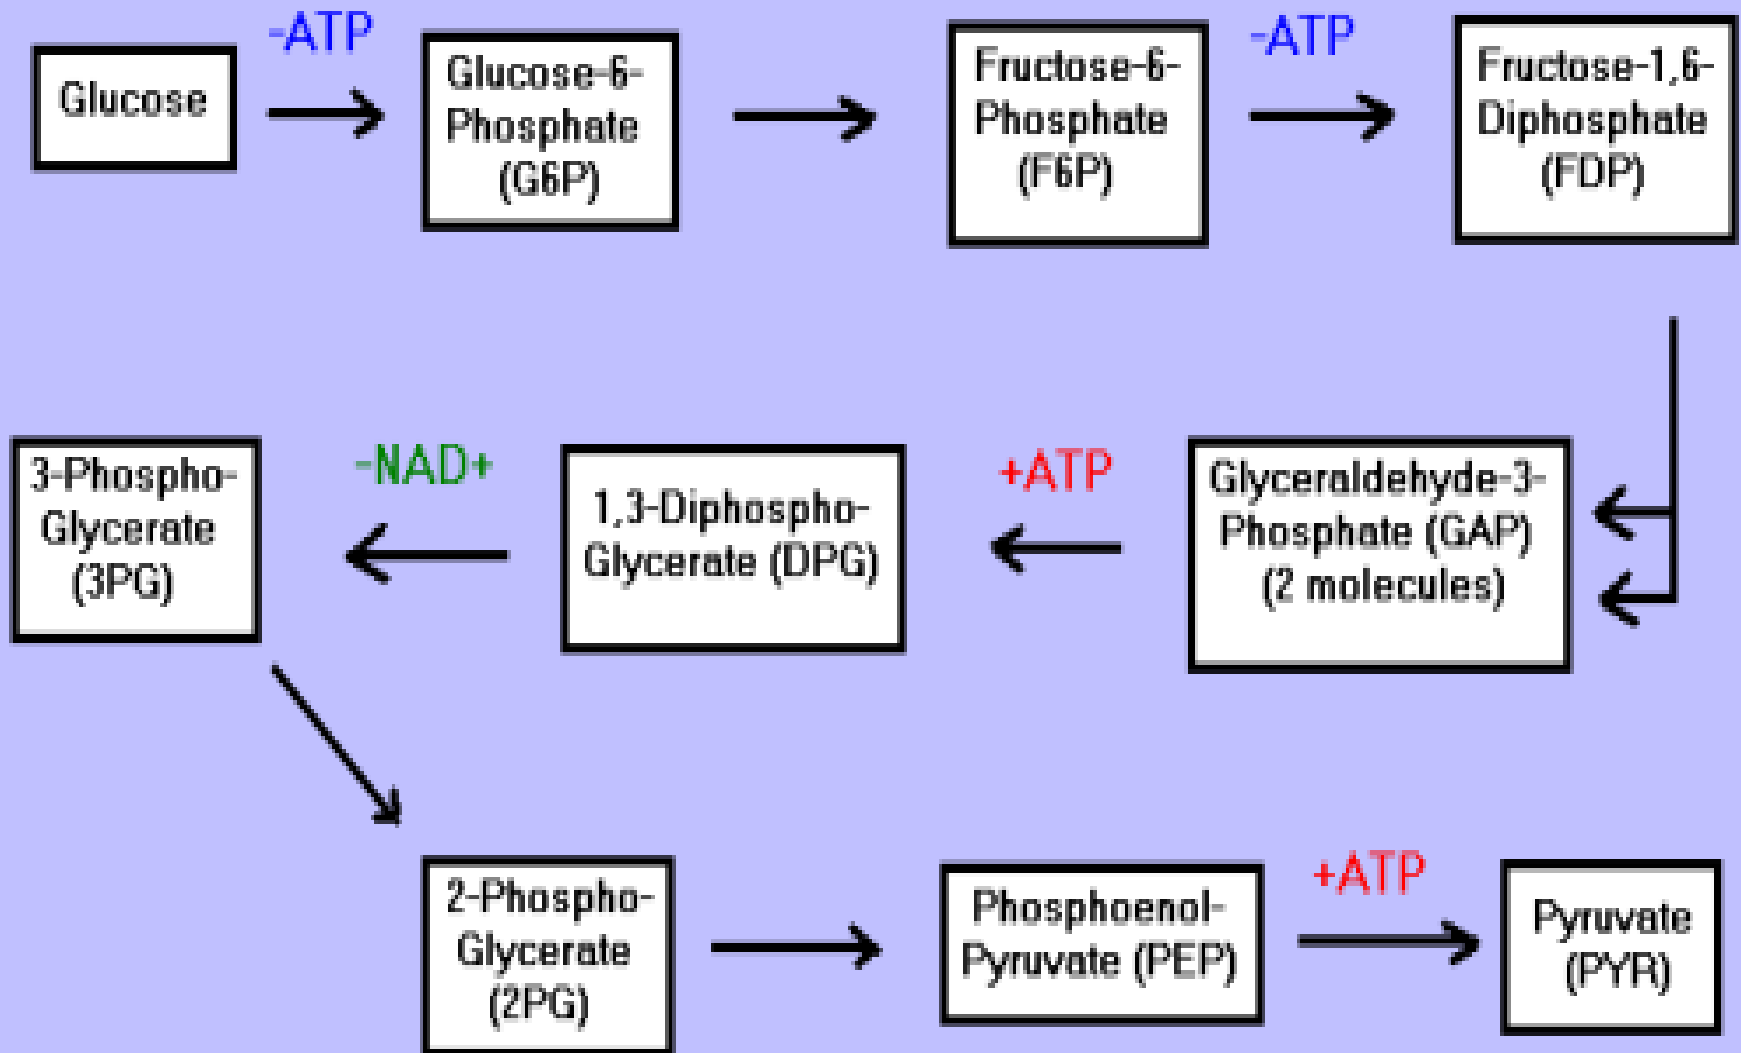 Glucose
-ATP
Glucose-6-
Phosphate
(G6P)
Fructose-6-
Phosphate
(F6P)
-ATP
Fructose-1,6-
Diphosphate
(FDP)
Glyceraldehyde-3-
Phosphate (GAP)
(2 molecules)
+ATP
1,3-Diphospho-
Glycerate (DPG)
-NAD+
3-Phospho-
Glycerate
(3PG)
2-Phospho-
Glycerate
(2PG)
Phosphoenol-
Pyruvate (PEP)
+ATP
Pyruvate
(PYR)